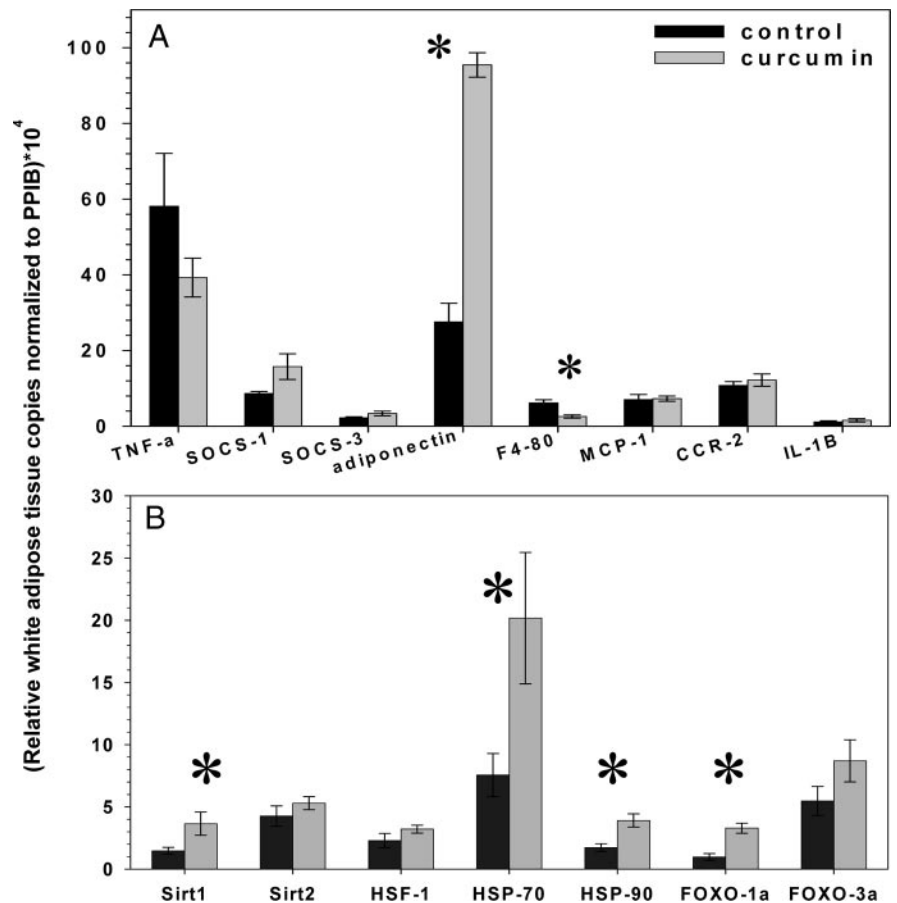 (Relative white adipose tissue copies normalized to PPIB)*10^4
A
control
curcumin
100
80
60
40
20
0
*
*
TNF-a SOCS-1 SOCS-3 adiponectin F4-80 MCP-1 CCR-2 IL-1B
B
30
25
20
15
10
5
0
*
*
*
*
Sirt1 Sirt2 HSF-1 HSP-70 HSP-90 FOXO-1a FOXO-3a